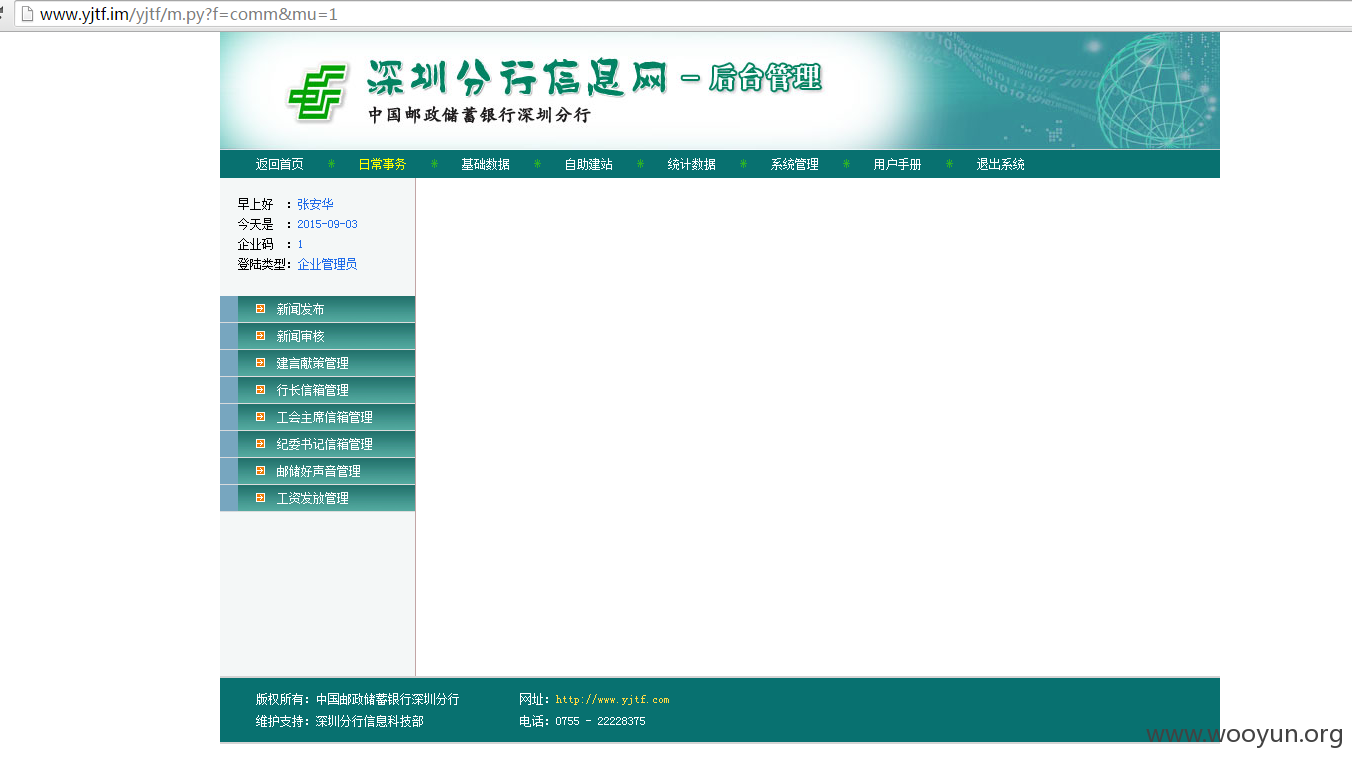 www.yjtf.im/yjtf/m.py?f=comm&mu=1
深圳分行信息网－后台管理
中国邮政储蓄银行深圳分行
返回首页 * 日常事务 * 基础数据 * 自助建站 * 统计数据 * 系统管理 * 用户手册 * 退出系统
早上好 ：张安华
今天是 ：2015-09-03
企业码 ：1
登陆类型：企业管理员
新闻发布
新闻审核
建言献策管理
行长信箱管理
工会主席信箱管理
纪委书记信箱管理
邮储好声音管理
工资发放管理
版权所有：中国邮政储蓄银行深圳分行 网址：http://www.yjtf.com
维护支持：深圳分行信息科技部 电话：0755 - 22228375
www.wooyun.org